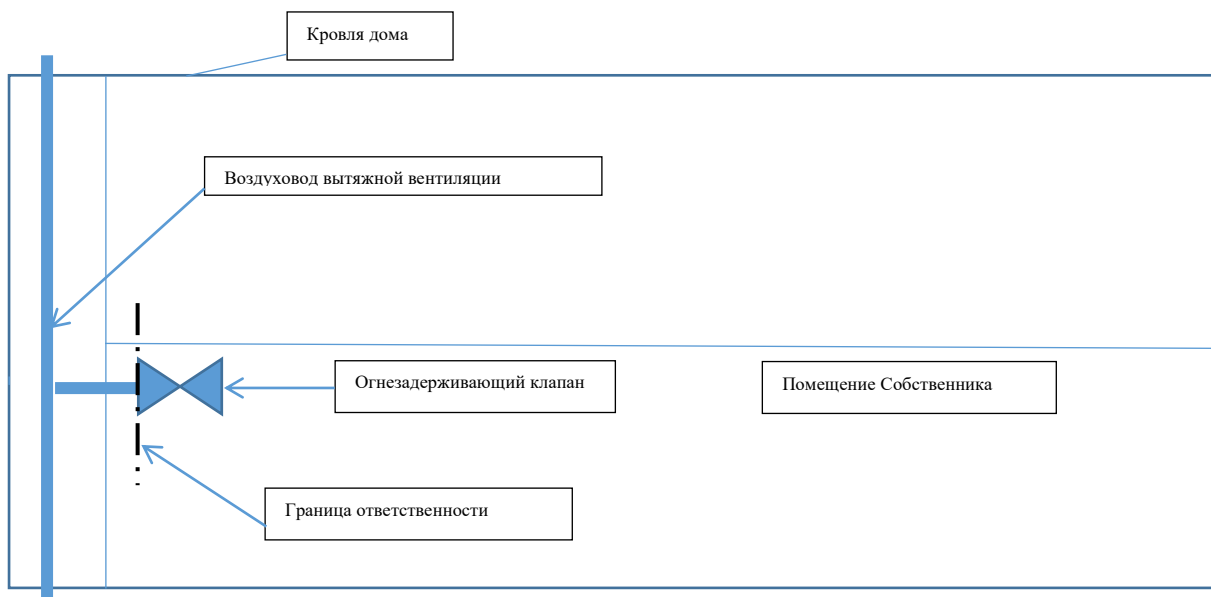 Кровля дома
Воздуховод вытяжной вентиляции
Огнезадерживающий клапан
Помещение Собственника
Граница ответственности